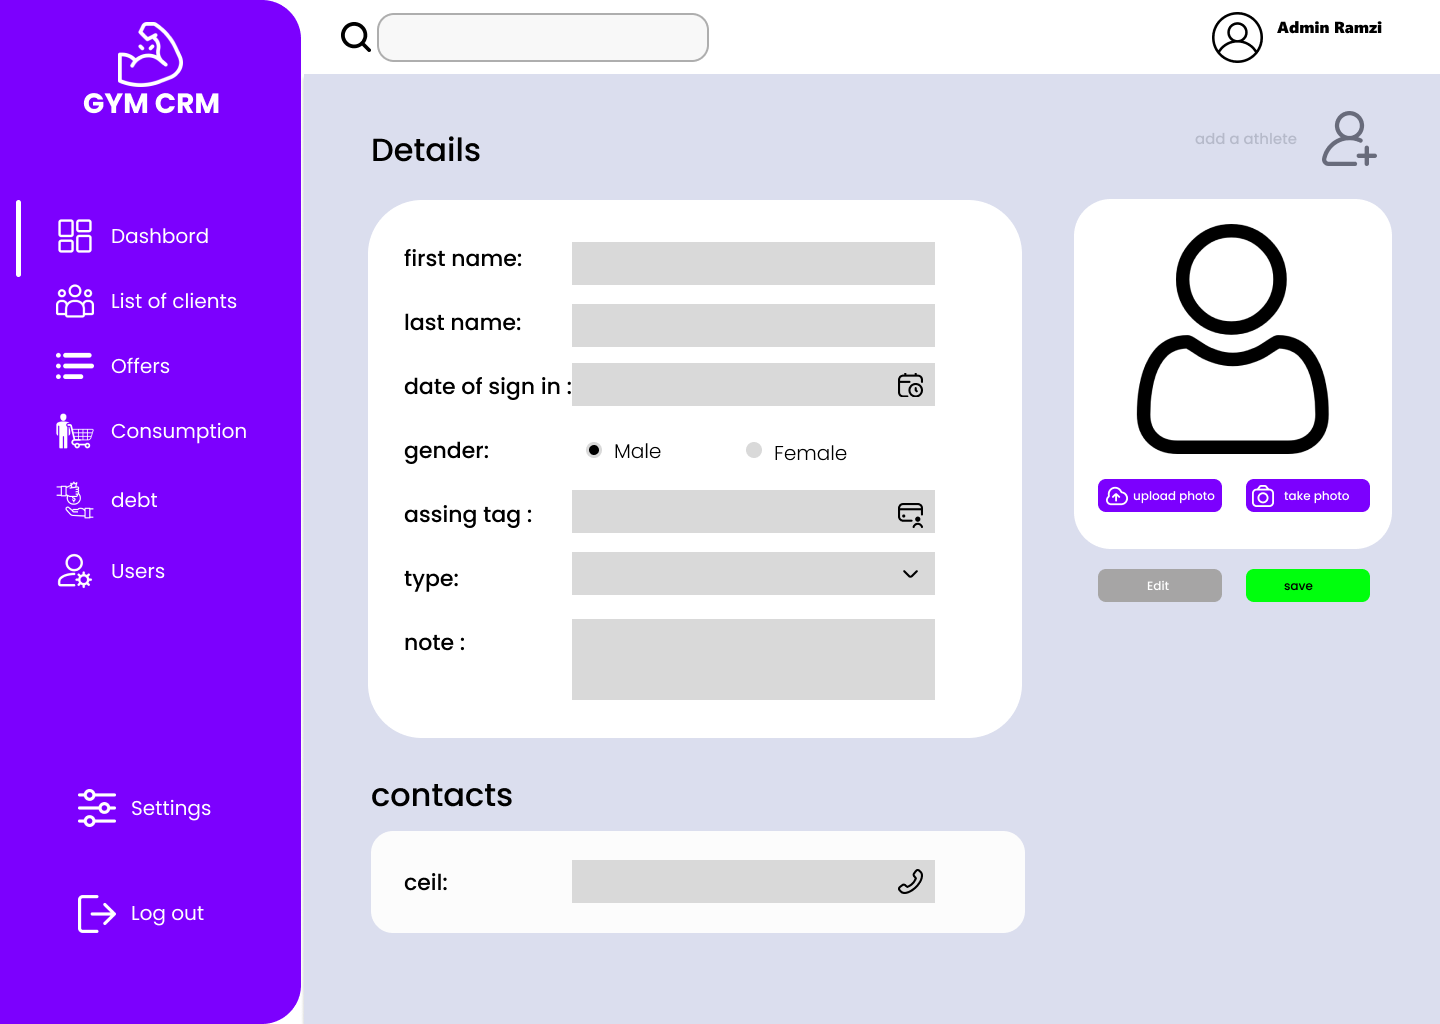 GYM CRM
Dashbord
List of clients
Offers
Consumption
debt
Users
Settings
Log out
Admin Ramzi
add a athlete
Details
first name:
last name:
date of sign in :
gender:
Male
Female
assing tag :
type:
note :
upload photo
take photo
Edit
save
contacts
ceil: